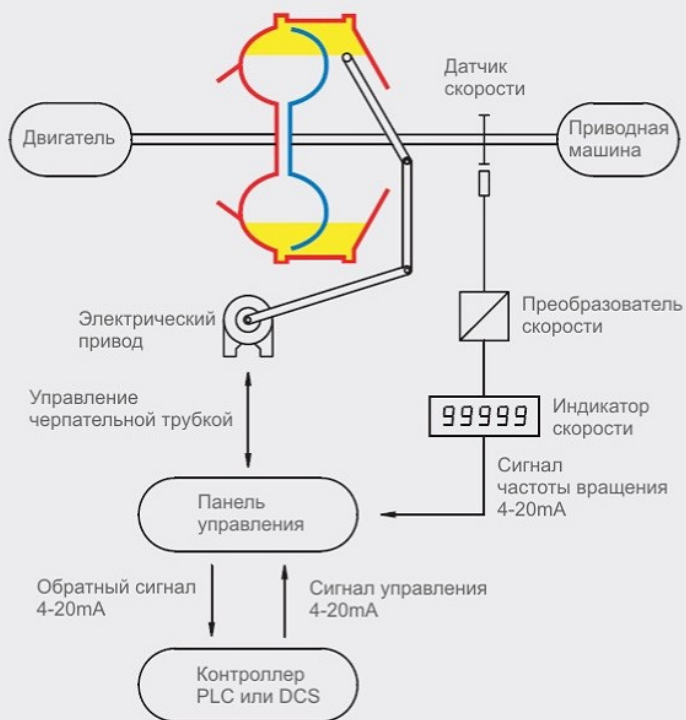 Датчик
скорости
Двигатель
Приводная
машина
Электрический
привод
Преобразователь
скорости
Управление
черпательной трубкой
99999
Индикатор
скорости
Сигнал
частоты вращения
4-20mA
Панель
управления
Обратный сигнал
4-20mA
Сигнал управления
4-20mA
Контроллер
PLC или DCS